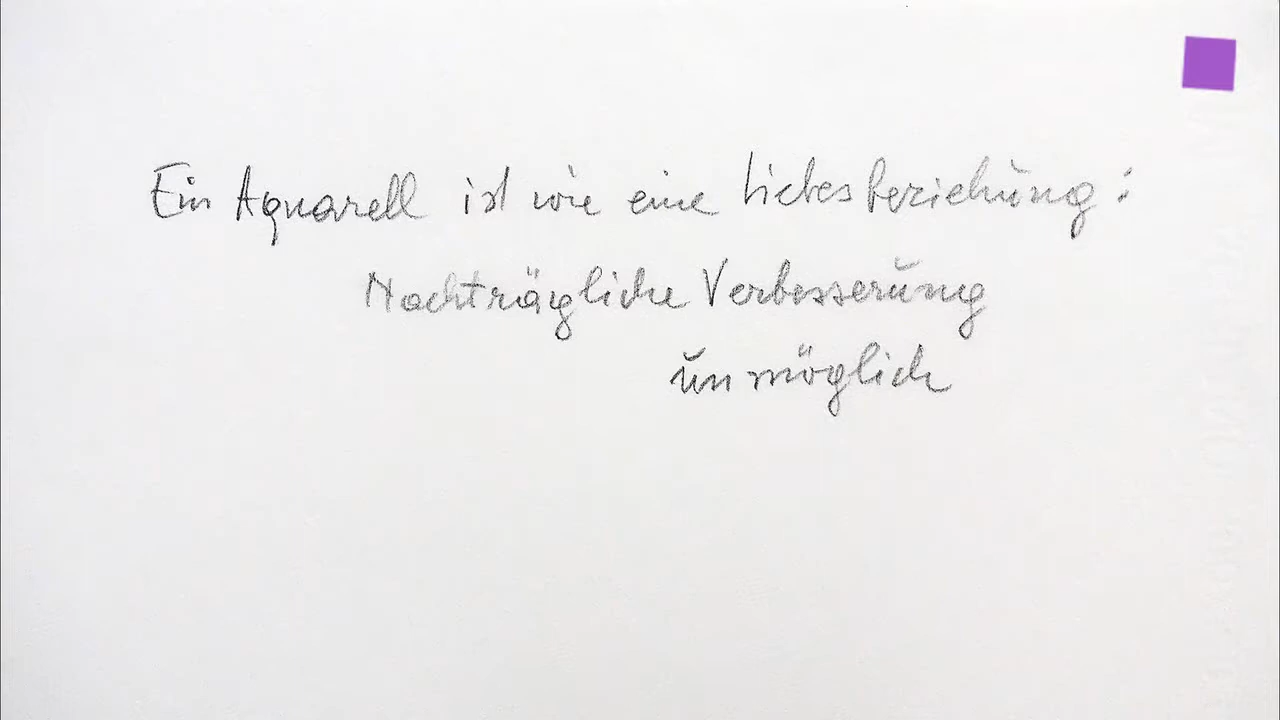 Ein Aquarell ist wie eine Liebesbeziehung:
Nachträgliche Verbesserung
unmöglich